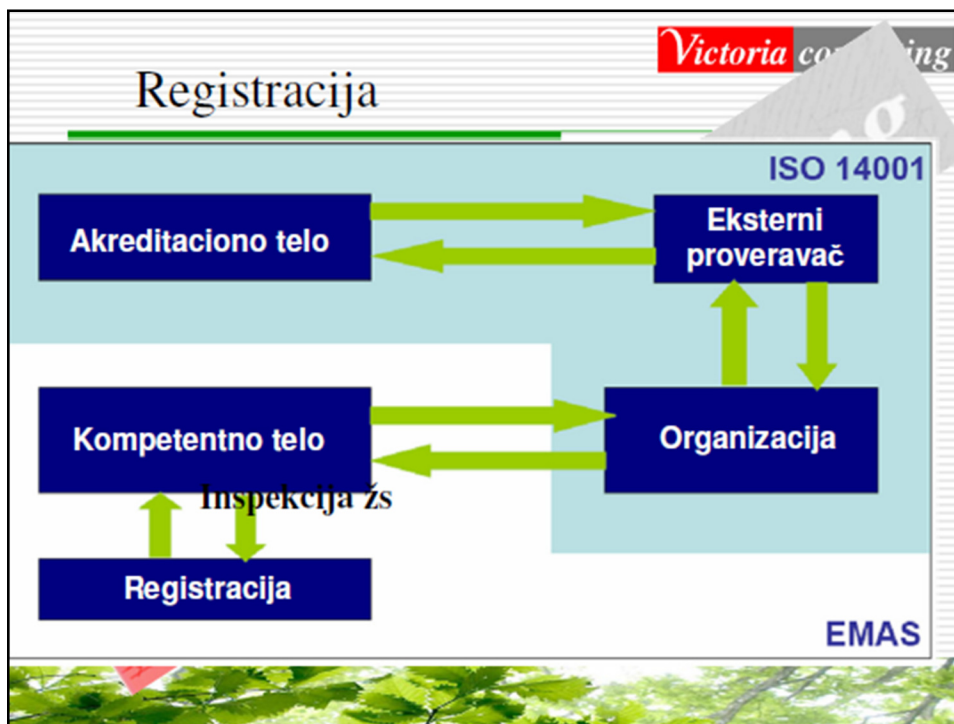 Victoria
Registracija
ISO 14001
Akreditaciono telo
Eksterni
proveravač
Kompetentno telo
Organizacija
Inspekcija žs
Registracija
EMAS